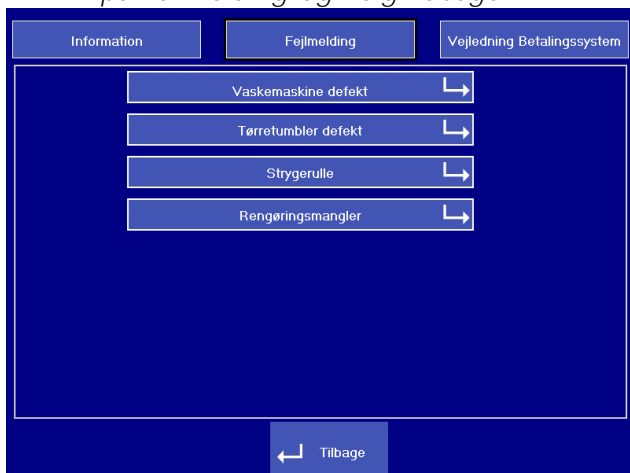 Information
Fejlmelding
Vejledning Betalingssystem
Vaskemaskine defekt
Tørretumbler defekt
Strygerulle
Rengøringsmangler
Tilbage